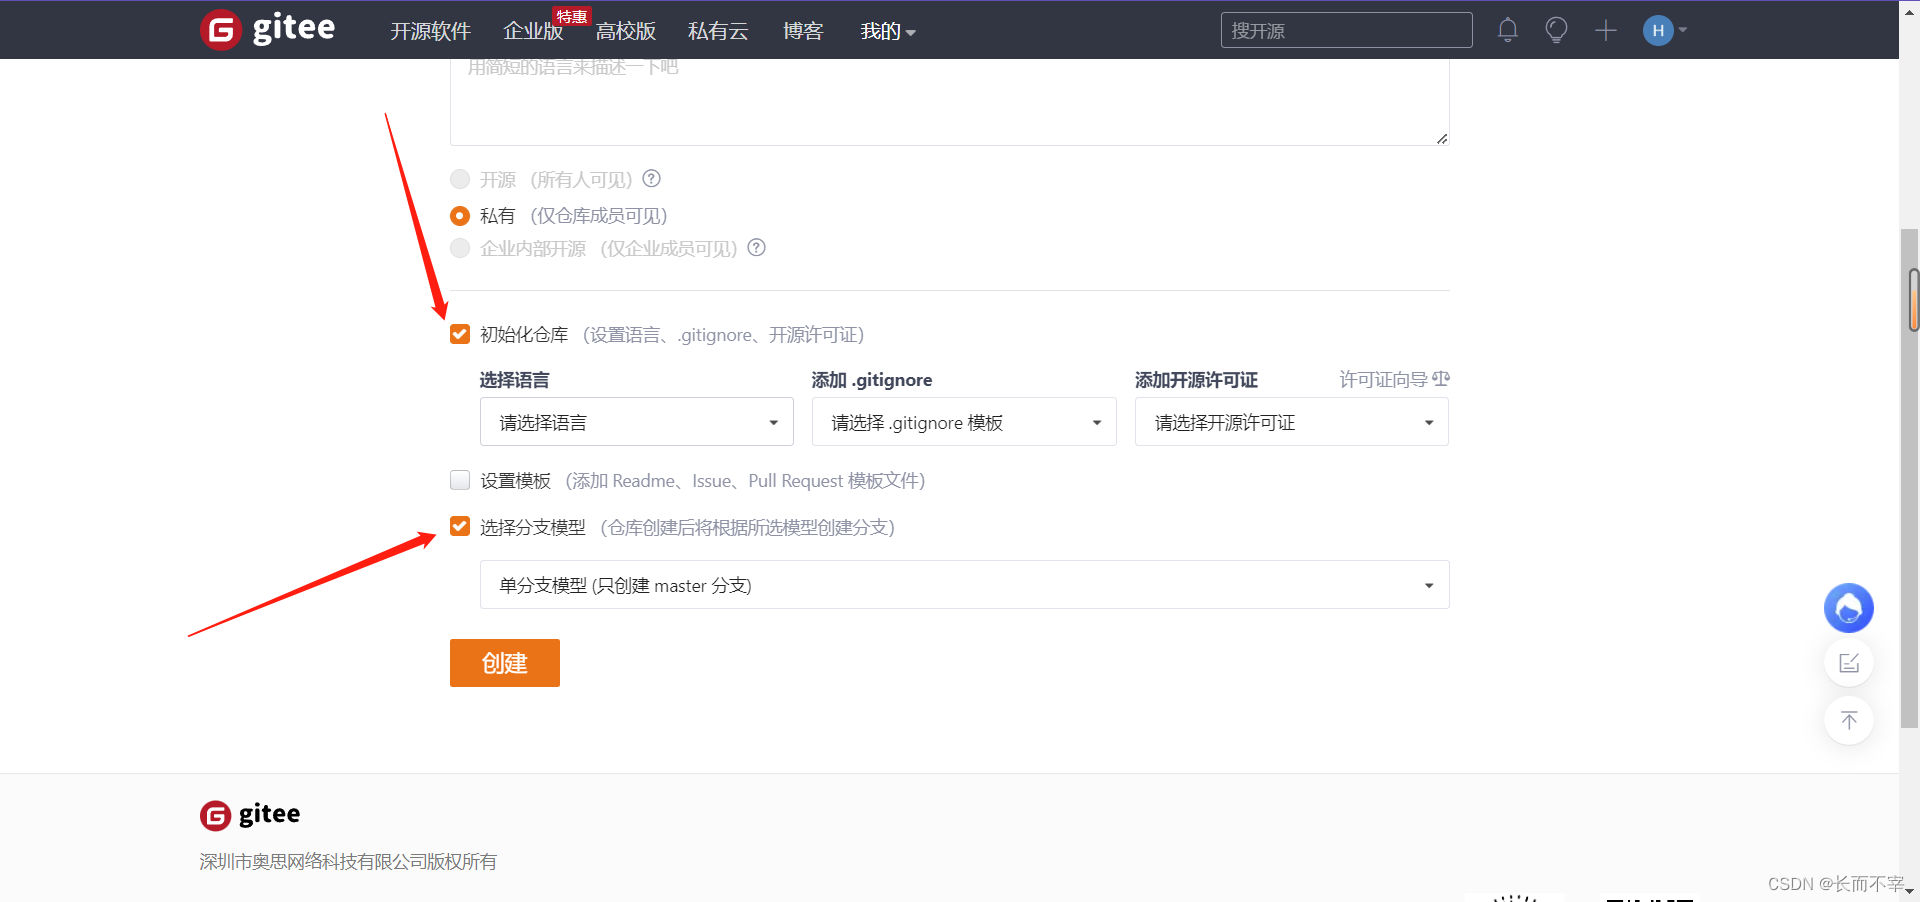 gitee
开源软件
企业版
特惠
高校版
私有云
博客
我的
搜开源
H
用简短的语言来描述一下吧
开源 (所有人可见) ?
私有 (仅仓库成员可见)
企业内部开源 (仅企业成员可见) ?
初始化仓库 (设置语言、.gitignore、开源许可证)
选择语言
添加 .gitignore
添加开源许可证
许可证向导
请选择语言
请选择 .gitignore 模板
请选择开源许可证
设置模板 (添加 Readme、Issue、Pull Request 模板文件)
选择分支模型 (仓库创建后将根据所选模型创建分支)
单分支模型 (只创建 master 分支)
创建
gitee
深圳市奥思网络科技有限公司版权所有
CSDN @长而不宰